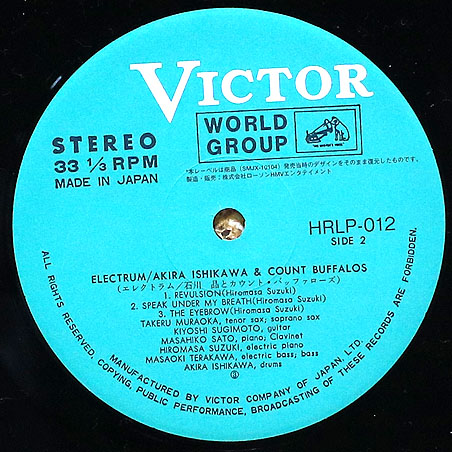 VICTOR
STEREO
33 1/3 RPM
MADE IN JAPAN
WORLD
GROUP
"HIS MASTER'S VOICE"
*本レーベルは商品(SMJX-10104)発売当時のデザインをそのまま復元したものです。
製造・販売:株式会社ローソンHMVエンタテイメント
HRLP-012
SIDE 2
ELECTRUM/AKIRA ISHIKAWA & COUNT BUFFALOS
(エレクトラム/石川 晶とカウント・バッファローズ)
1. REVULSION(Hiromasa Suzuki)
2. SPEAK UNDER MY BREATH(Hiromasa Suzuki)
3. THE EYEBROW(Hiromasa Suzuki)
TAKERU MURAOKA, tenor sax; soprano sax
KIYOSHI SUGIMOTO, guitar
MASAHIKO SATO, piano; Clavinet
HIROMASA SUZUKI, electric piano
MASAOKI TERAKAWA, electric bass; bass
AKIRA ISHIKAWA, drums
ALL RIGHTS RESERVED. COPYING, PUBLIC PERFORMANCE, BROADCASTING OF THESE RECORDS ARE FORBIDDEN.
MANUFACTURED BY VICTOR COMPANY OF JAPAN, LTD.